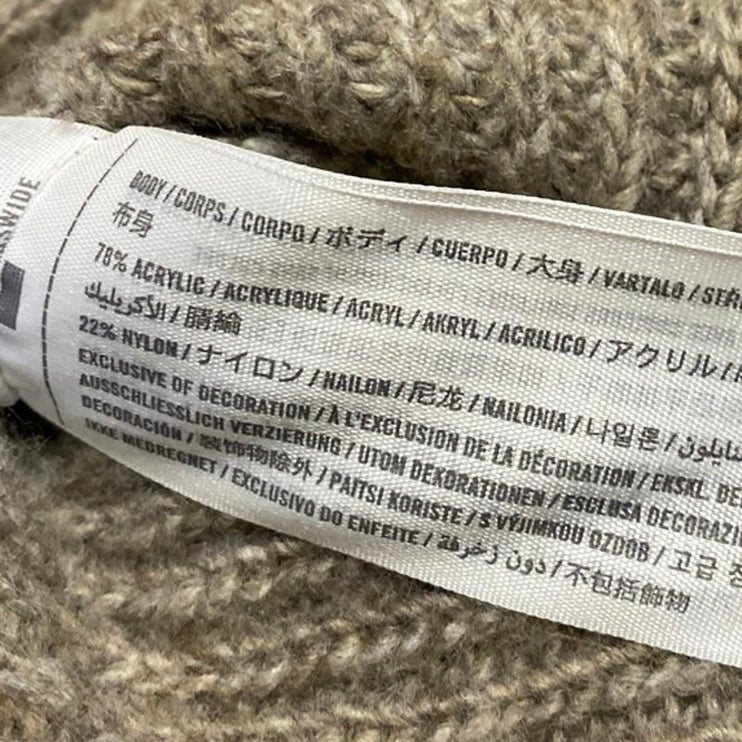 BODY / CORPS / CORPO / ボディ / CUERPO / 大身 / VARTALO /
布身
78% ACRYLIC / ACRYLIQUE / ACRYL / AKRYL / ACRILICO / アクリル /
الأكريليك / 腈綸
22% NYLON / ナイロン / NAILON / 尼龙 / NAILONIA / 나일론 / نايلون
EXCLUSIVE OF DECORATION / À L'EXCLUSION DE LA DÉCORATION / EKSKL.
AUSSCHLIESSLICH VERZIERUNG / UTOM DEKORATIONEN / ESCLUSA
DECORACIÓN / 装饰物除外 / PAITSI KORISTE / S VÝJIMKOU OZDOB / 고급
IKKE MEDREGNET / EXCLUSIVO DO ENFEITE / دون زخرفة / 不包括飾物